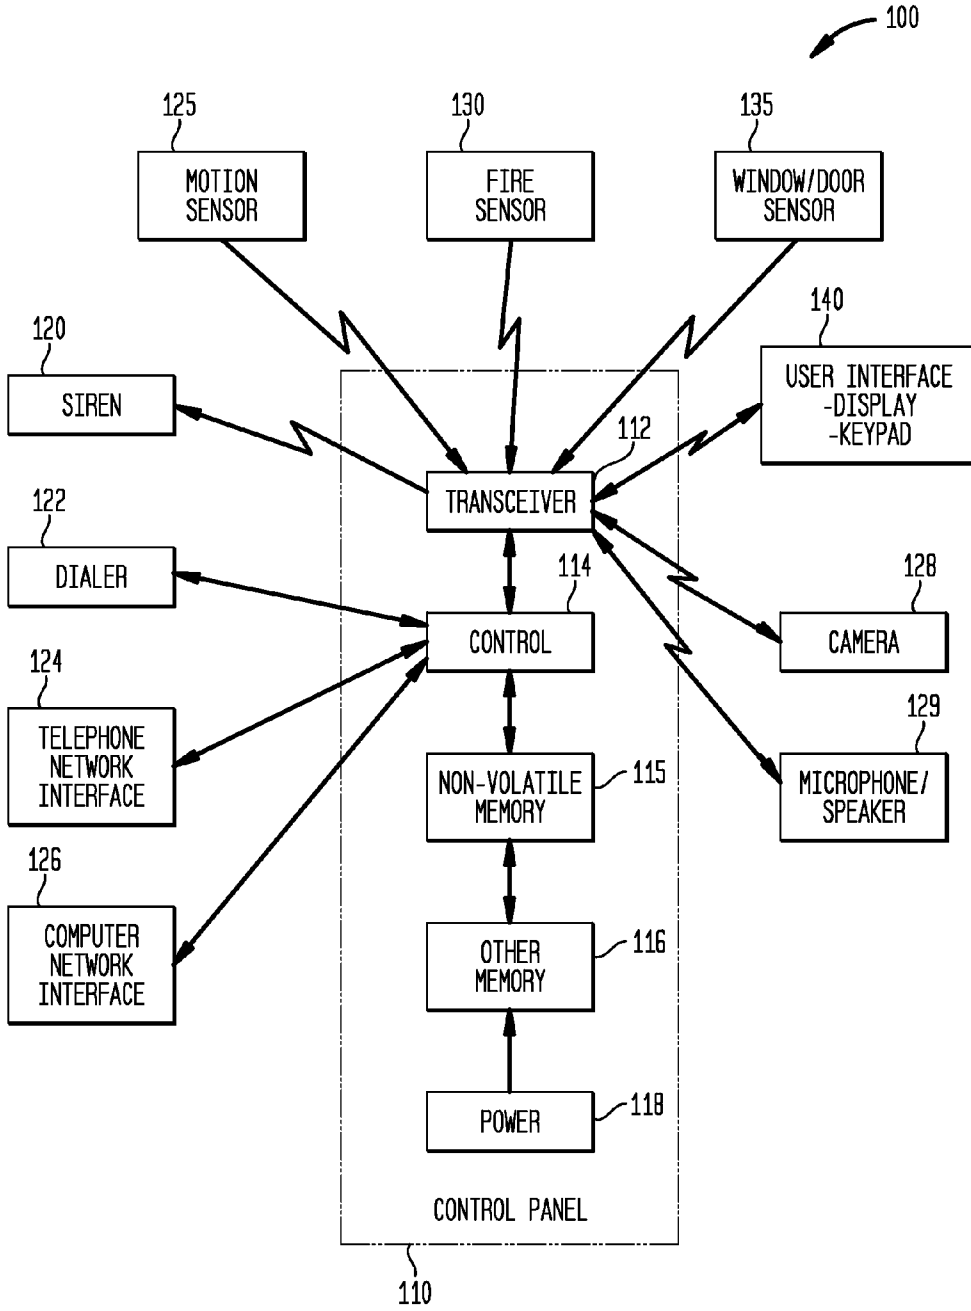 100
125
130
135
MOTION
SENSOR
FIRE
SENSOR
WINDOW/DOOR
SENSOR
120
SIREN
140
USER INTERFACE
-DISPLAY
-KEYPAD
112
TRANSCEIVER
122
DIALER
114
CONTROL
128
CAMERA
124
TELEPHONE
NETWORK
INTERFACE
115
NON-VOLATILE
MEMORY
129
MICROPHONE/
SPEAKER
126
COMPUTER
NETWORK
INTERFACE
116
OTHER
MEMORY
118
POWER
CONTROL PANEL
110